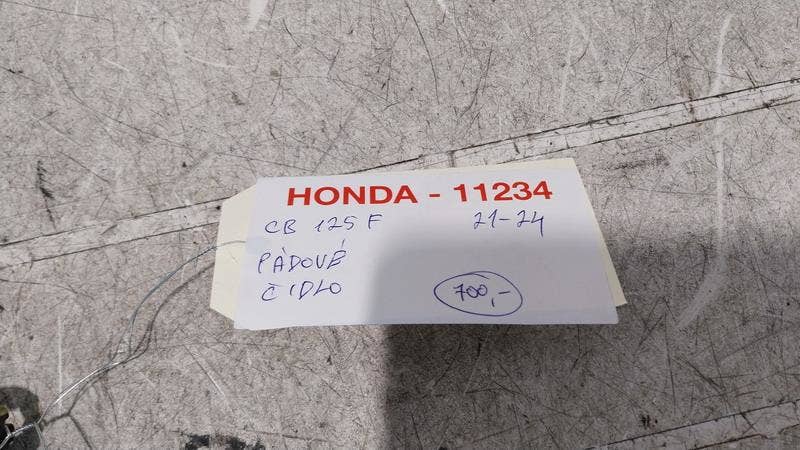 HONDA - 11234
CB 125 F 21-24
PÁDOVÉ
ČIDLO 700,-